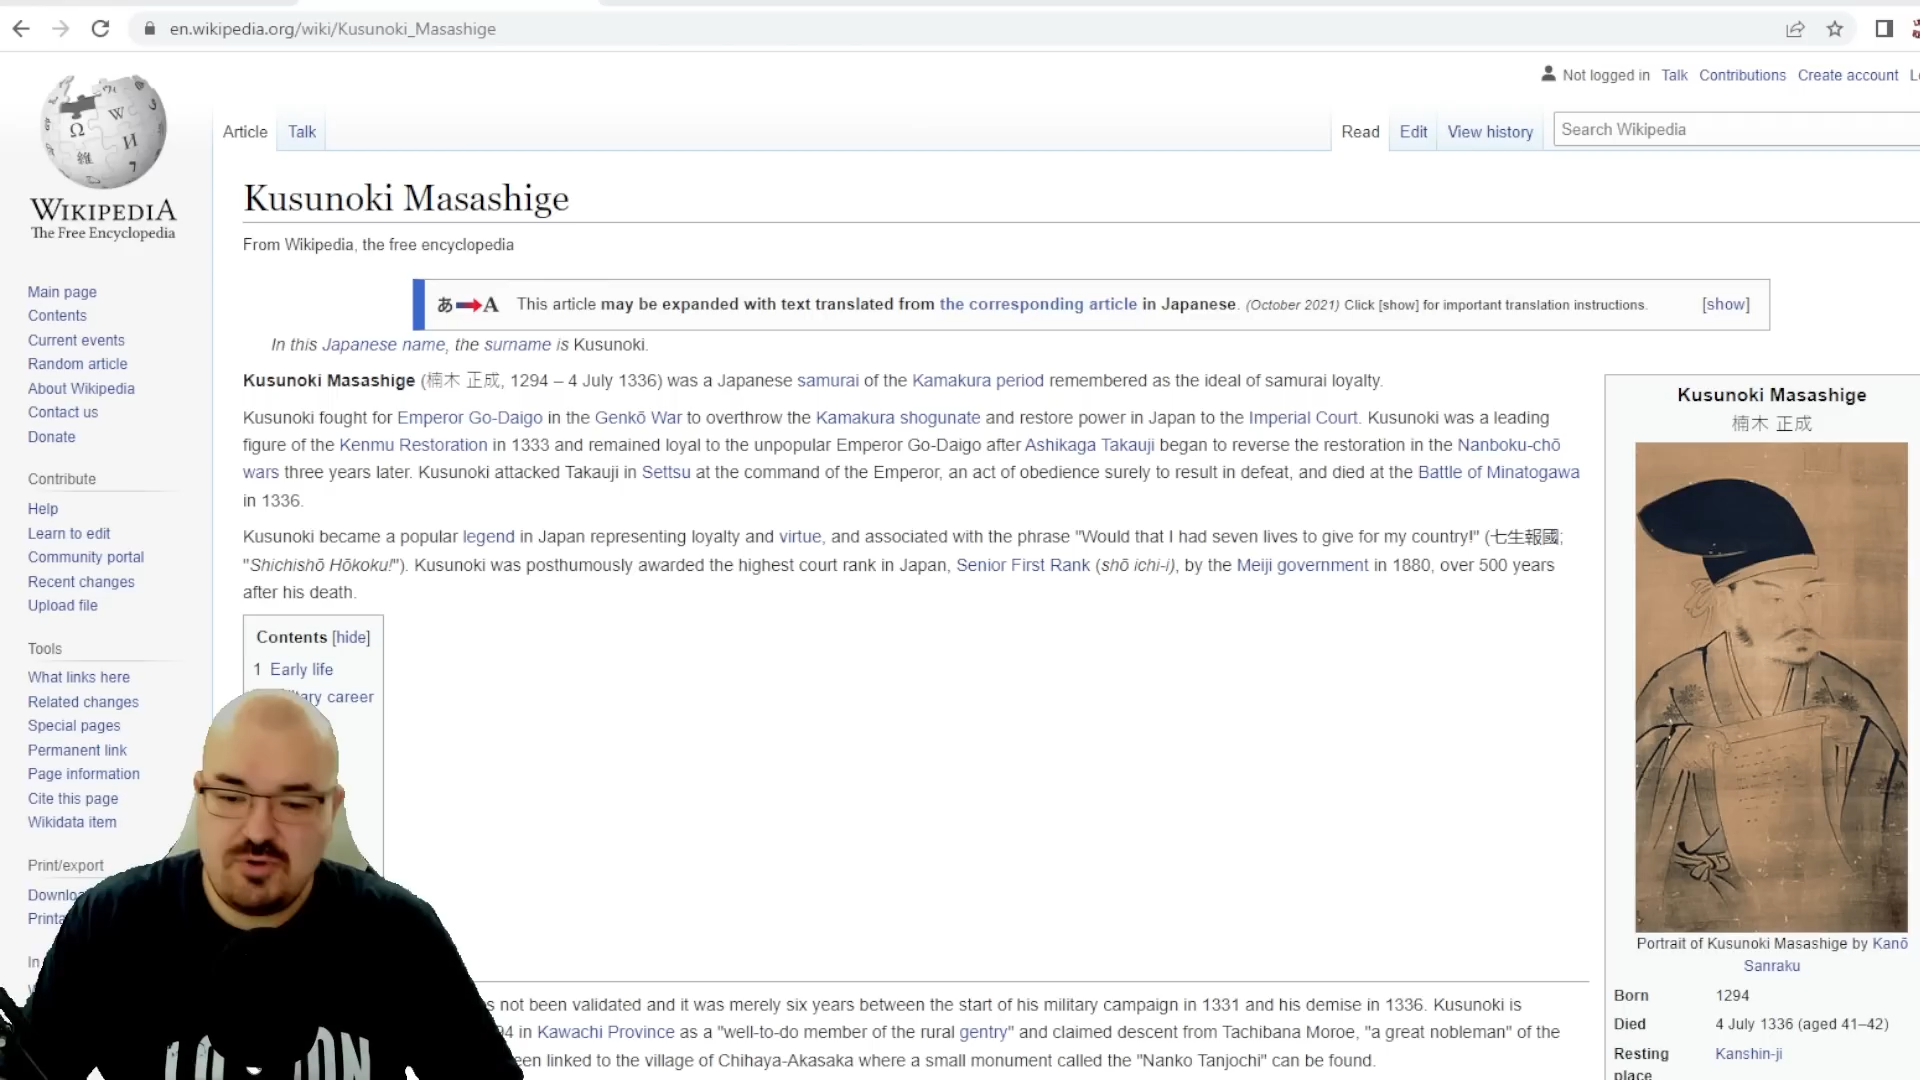 en.wikipedia.org/wiki/Kusunoki_Masashige
Not logged in Talk Contributions Create account
Article Talk
Read Edit View history
Search Wikipedia
WIKIPEDIA
The Free Encyclopedia
Main page
Contents
Current events
Random article
About Wikipedia
Contact us
Donate
Contribute
Help
Learn to edit
Community portal
Recent changes
Upload file
Tools
What links here
Related changes
Special pages
Permanent link
Page information
Cite this page
Wikidata item
Print/export
Kusunoki Masashige
From Wikipedia, the free encyclopedia
あ A This article may be expanded with text translated from the corresponding article in Japanese. (October 2021) Click [show] for important translation instructions. [show]
In this Japanese name, the surname is Kusunoki.
Kusunoki Masashige (楠木 正成, 1294 – 4 July 1336) was a Japanese samurai of the Kamakura period remembered as the ideal of samurai loyalty.
Kusunoki fought for Emperor Go-Daigo in the Genkō War to overthrow the Kamakura shogunate and restore power in Japan to the Imperial Court. Kusunoki was a leading
figure of the Kenmu Restoration in 1333 and remained loyal to the unpopular Emperor Go-Daigo after Ashikaga Takauji began to reverse the restoration in the Nanboku-chō
wars three years later. Kusunoki attacked Takauji in Settsu at the command of the Emperor, an act of obedience surely to result in defeat, and died at the Battle of Minatogawa
in 1336.
Kusunoki became a popular legend in Japan representing loyalty and virtue, and associated with the phrase "Would that I had seven lives to give for my country!" (七生報國;
"Shichishō Hōkoku!"). Kusunoki was posthumously awarded the highest court rank in Japan, Senior First Rank (shō ichi-i), by the Meiji government in 1880, over 500 years
after his death.
Contents [hide]
1 Early life
career
not been validated and it was merely six years between the start of his military campaign in 1331 and his demise in 1336. Kusunoki is
in Kawachi Province as a "well-to-do member of the rural gentry" and claimed descent from Tachibana Moroe, "a great nobleman" of the
linked to the village of Chihaya-Akasaka where a small monument called the "Nanko Tanjochi" can be found.
Kusunoki Masashige
楠木 正成
Portrait of Kusunoki Masashige by Kanō
Sanraku
Born 1294
Died 4 July 1336 (aged 41–42)
Resting Kanshin-ji
place